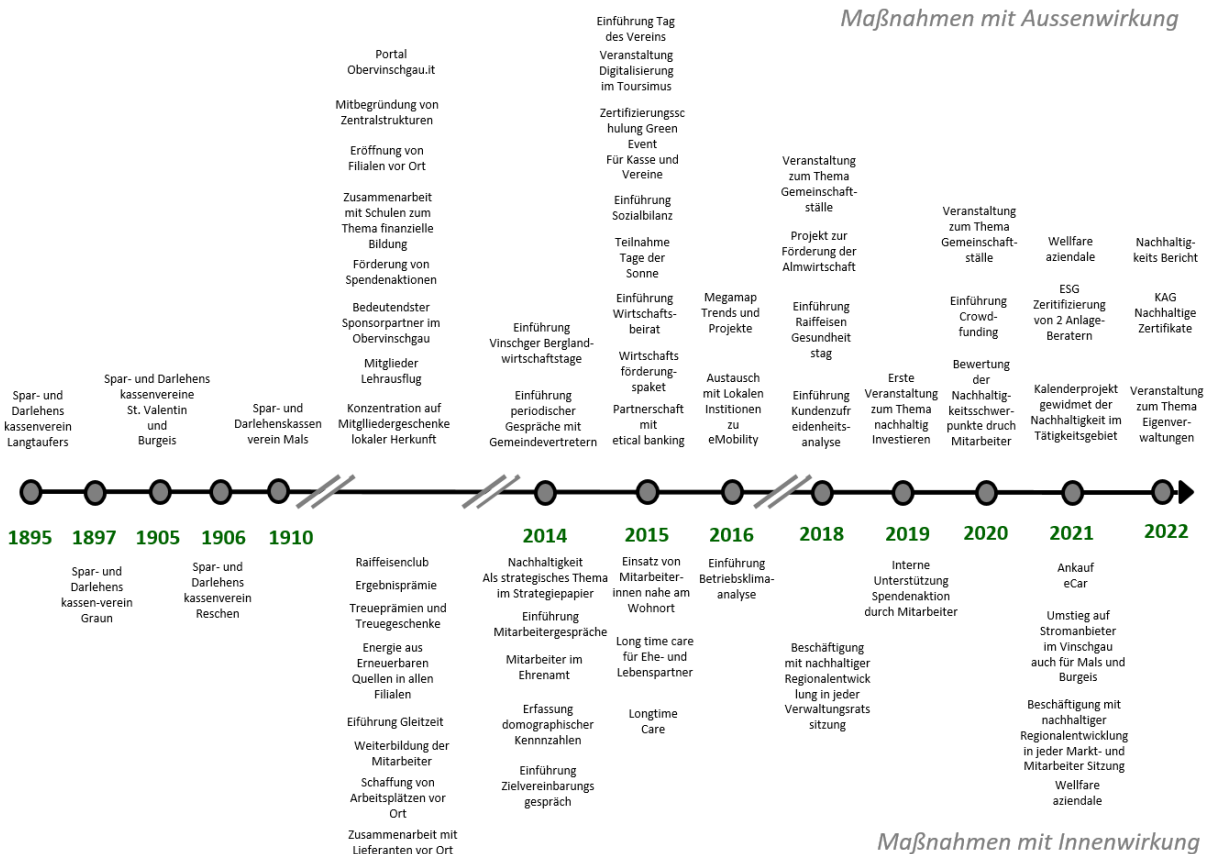 Maßnahmen mit Aussenwirkung
Spar- und
Darlehens
kassenverein
Langtaufers
Spar- und Darlehens
kassenvereine
St. Valentin
und
Burgeis
Spar- und
Darlehenskassen
verein Mals
Portal
Obervinschgau.it
Mitbegründung von
Zentralstrukturen
Eröffnung von
Filialen vor Ort
Zusammenarbeit
mit Schulen zum
Thema finanzielle
Bildung
Förderung von
Spendenaktionen
Bedeutendster
Sponsorpartner im
Obervinschgau
Mitglieder
Lehrausflug
Konzentration auf
Mitglliedergeschenke
lokaler Herkunft
Einführung
Vinschger Bergland-
wirtschaftstage
Einführung
periodischer
Gespräche mit
Gemeindevertretern
Einführung Tag
des Vereins
Veranstaltung
Digitalisierung
im Toursimus
Zertifizierungssc
hulung Green
Event
Für Kasse und
Vereine
Einführung
Sozialbilanz
Teilnahme
Tage der
Sonne
Einführung
Wirtschafts-
beirat
Wirtschafts
förderungs-
paket
Partnerschaft
mit
etical banking
Megamap
Trends und
Projekte
Austausch
mit Lokalen
Institionen
zu
eMobility
Veranstaltung
zum Thema
Gemeinschaft-
ställe
Projekt zur
Förderung der
Almwirtschaft
Einführung
Raiffeisen
Gesundheit
stag
Einführung
Kundenzufr
eidenheits-
analyse
Erste
Veranstaltung
zum Thema
nachhaltig
Investieren
Veranstaltung
zum Thema
Gemeinschaft-
ställe
Einführung
Crowd-
funding
Bewertung
der
Nachhaltig-
keitsschwer-
punkte druch
Mitarbeiter
Wellfare
aziendale
ESG
Zeritifizierung
von 2 Anlage-
Beratern
Kalenderprojekt
gewidmet der
Nachhaltigkeit im
Tätigkeitsgebiet
Nachhaltig-
keits Bericht
KAG
Nachhaltige
Zertifikate
Veranstaltung
zum Thema
Eigenver-
waltungen
1895 1897 1905 1906 1910 2014 2015 2016 2018 2019 2020 2021 2022
Spar- und
Darlehens
kassen-verein
Graun
Spar- und
Darlehens
kassenverein
Reschen
Raiffeisenclub
Ergebnisprämie
Treueprämien und
Treuegeschenke
Energie aus
Erneuerbaren
Quellen in allen
Filialen
Eiführung Gleitzeit
Weiterbildung der
Mitarbeiter
Schaffung von
Arbeitsplätzen vor
Ort
Zusammenarbeit mit
Lieferanten vor Ort
Nachhaltigkeit
Als strategisches Thema
im Strategiepapier
Einführung
Mitarbeitergespräche
Mitarbeiter im
Ehrenamt
Erfassung
domographischer
Kennnzahlen
Einführung
Zielvereinbarungs
gespräch
Einsatz von
Mitarbeiter-
innen nahe am
Wohnort
Long time care
für Ehe- und
Lebenspartner
Longtime
Care
Einführung
Betriebsklima-
analyse
Beschäftigung
mit nachhaltiger
Regionalentwick
lung in jeder
Verwaltungsrats
sitzung
Interne
Unterstützung
Spendenaktion
durch Mitarbeiter
Ankauf
eCar
Umstieg auf
Stromanbieter
im Vinschgau
auch für Mals und
Burgeis
Beschäftigung mit
nachhaltiger
Regionalentwicklung
in jeder Markt- und
Mitarbeiter Sitzung
Wellfare
aziendale
Maßnahmen mit Innenwirkung